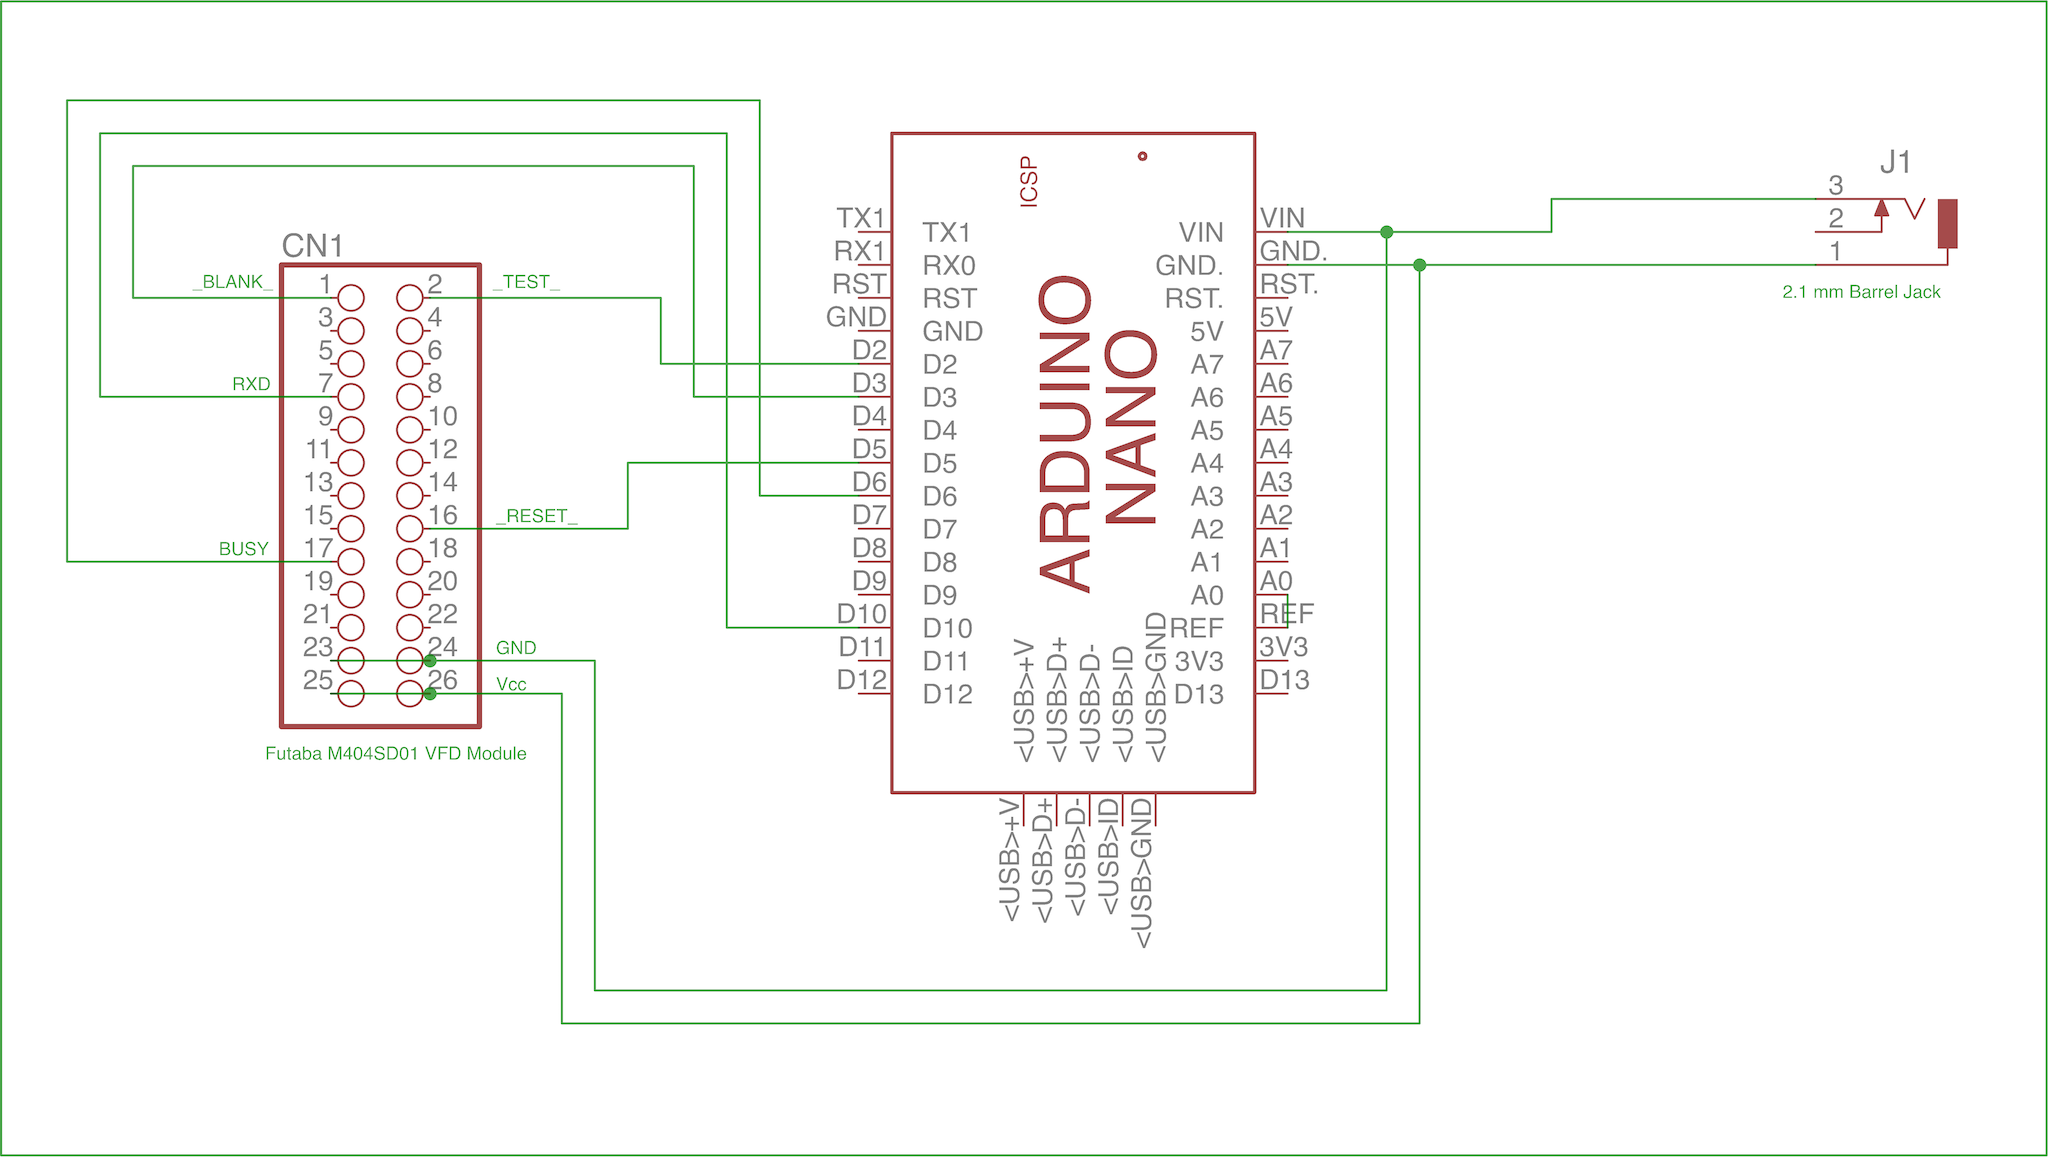 CN1
_BLANK_
_TEST_
1 2
3 4
5 6
RXD
7 8
9 10
11 12
13 14
15 16
_RESET_
BUSY
17 18
19 20
21 22
23 24
GND
25 26
Vcc
Futaba M404SD01 VFD Module
ICSP
ARDUINO
NANO
TX1 TX1 VIN VIN
RX1 RX0 GND. GND.
RST RST RST. RST.
GND GND 5V 5V
D2 D2 A7 A7
D3 D3 A6 A6
D4 D4 A5 A5
D5 D5 A4 A4
D6 D6 A3 A3
D7 D7 A2 A2
D8 D8 A1 A1
D9 D9 A0 A0
D10 D10 REF REF
D11 D11 3V3 3V3
D12 D12 D13 D13
<USB>+V
<USB>D+
<USB>D-
<USB>ID
<USB>GND
<USB>+V
<USB>D+
<USB>D-
<USB>ID
<USB>GND
J1
3
2
1
2.1 mm Barrel Jack